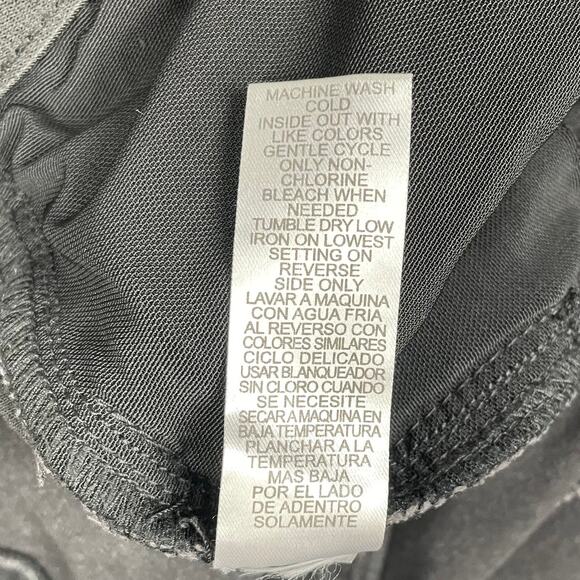 MACHINE WASH
COLD
INSIDE OUT WITH
LIKE COLORS
GENTLE CYCLE
ONLY NON-
CHLORINE
BLEACH WHEN
NEEDED
TUMBLE DRY LOW
IRON ON LOWEST
SETTING ON
REVERSE
SIDE ONLY
LAVAR A MAQUINA
CON AGUA FRIA
AL REVERSO CON
COLORES SIMILARES
CICLO DELICADO
USAR BLANQUEADOR
SIN CLORO CUANDO
SE NECESITE
SECAR A MAQUINA EN
BAJA TEMPERATURA
PLANCHAR A LA
TEMPERATURA
MAS BAJA
POR EL LADO
DE ADENTRO
SOLAMENTE